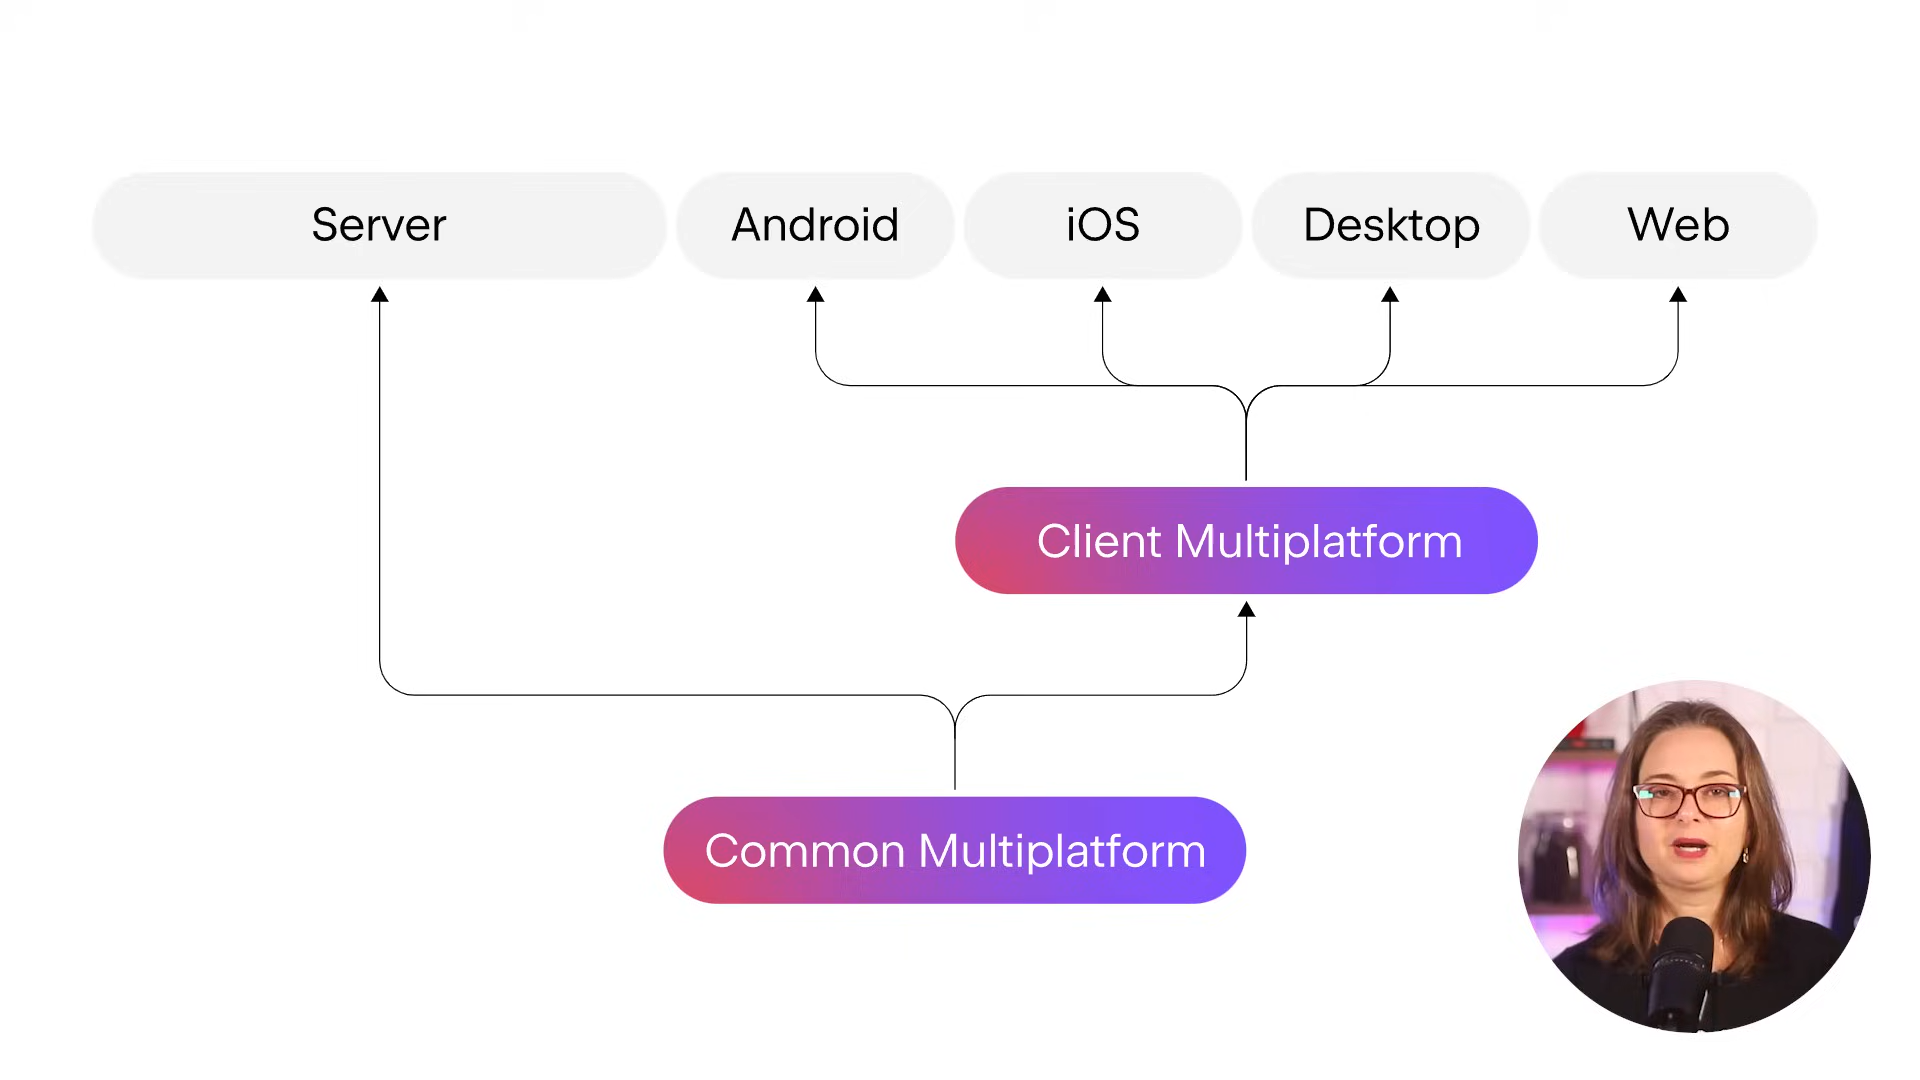 Server
Android
iOS
Desktop
Web
Client Multiplatform
Common Multiplatform